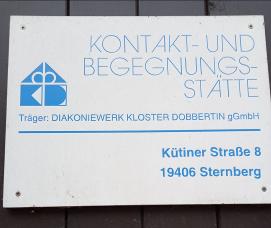 KONTAKT- UND
BEGEGNUNGS-
STÄTTE
Träger: DIAKONIEWERK KLOSTER DOBBERTIN gGmbH
Kütiner Straße 8
19406 Sternberg